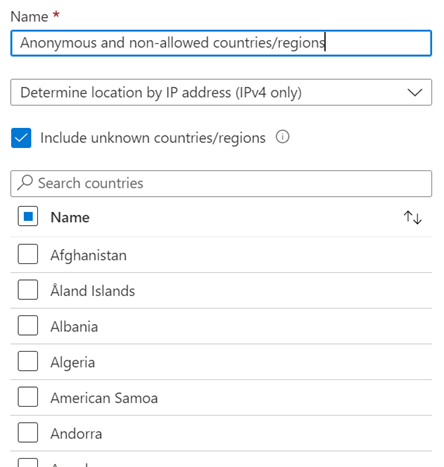 Name *
Anonymous and non-allowed countries/regions
Determine location by IP address (IPv4 only)
Include unknown countries/regions
Search countries
Name
Afghanistan
Åland Islands
Albania
Algeria
American Samoa
Andorra